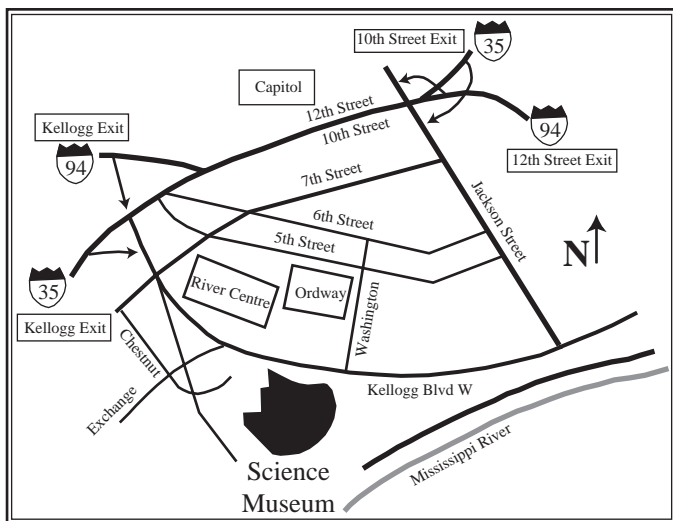 10th Street Exit
35
Capitol
12th Street
10th Street
Kellogg Exit
94
94
12th Street Exit
7th Street
6th Street
5th Street
Jackson Street
N
River Centre
Ordway
Washington
35
Kellogg Exit
Chestnut
Exchange
Kellogg Blvd W
Mississippi River
Science
Museum